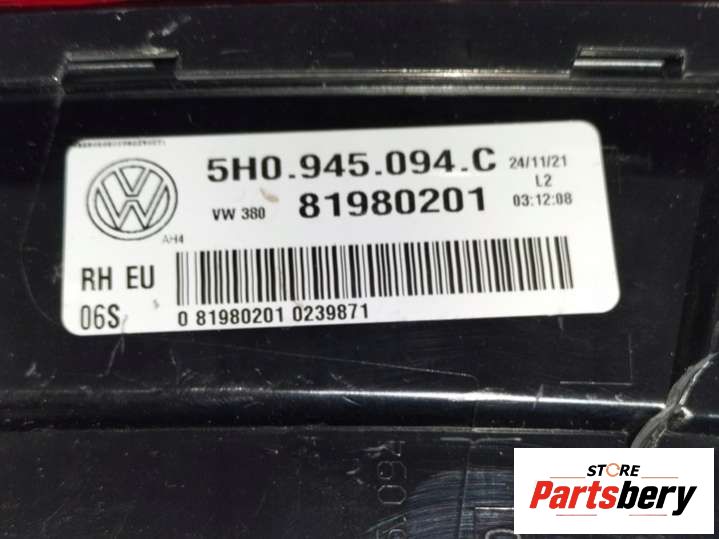 5H0.945.094.C 24/11/21
L2
VW 380 81980201 03:12:08
AH4
RH EU
06S 0 81980201 0239871
STORE
Partsbery